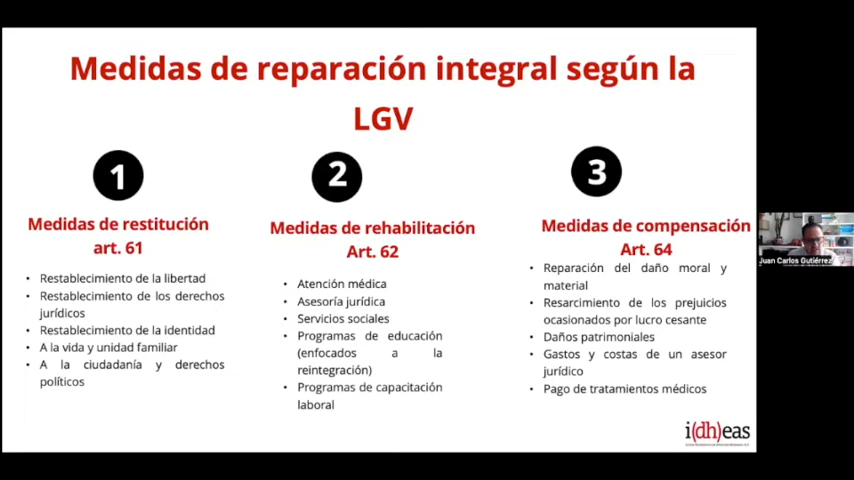 Medidas de reparación integral según la
LGV
1
Medidas de restitución
art. 61
• Restablecimiento de la libertad
• Restablecimiento de los derechos
jurídicos
• Restablecimiento de la identidad
• A la vida y unidad familiar
• A la ciudadanía y derechos
políticos
2
Medidas de rehabilitación
Art. 62
• Atención médica
• Asesoría jurídica
• Servicios sociales
• Programas de educación
(enfocados a la
reintegración)
• Programas de capacitación
laboral
3
Medidas de compensación
Art. 64
• Reparación del daño moral y
material
• Resarcimiento de los prejuicios
ocasionados por lucro cesante
• Daños patrimoniales
• Gastos y costas de un asesor
jurídico
• Pago de tratamientos médicos
i(dh)eas
Juan Carlos Gutiérrez